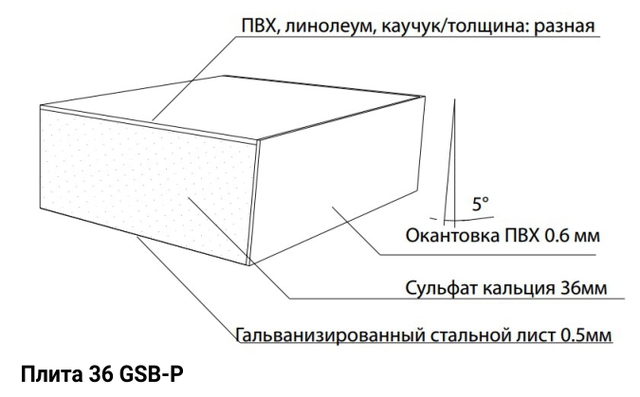 ПВХ, линолеум, каучук/толщина: разная
5°
Окантовка ПВХ 0.6 мм
Сульфат кальция 36мм
Гальванизированный стальной лист 0.5мм
Плита 36 GSB-P